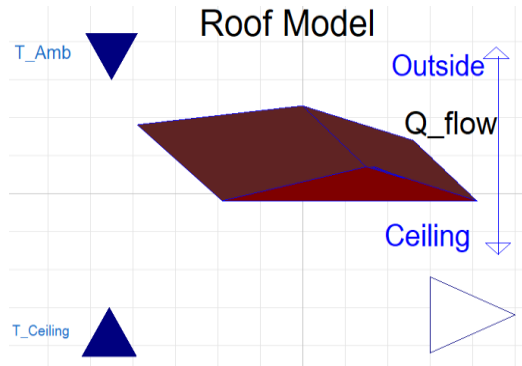 Roof Model
T_Amb
Outside
Q_flow
Ceiling
T_Ceiling